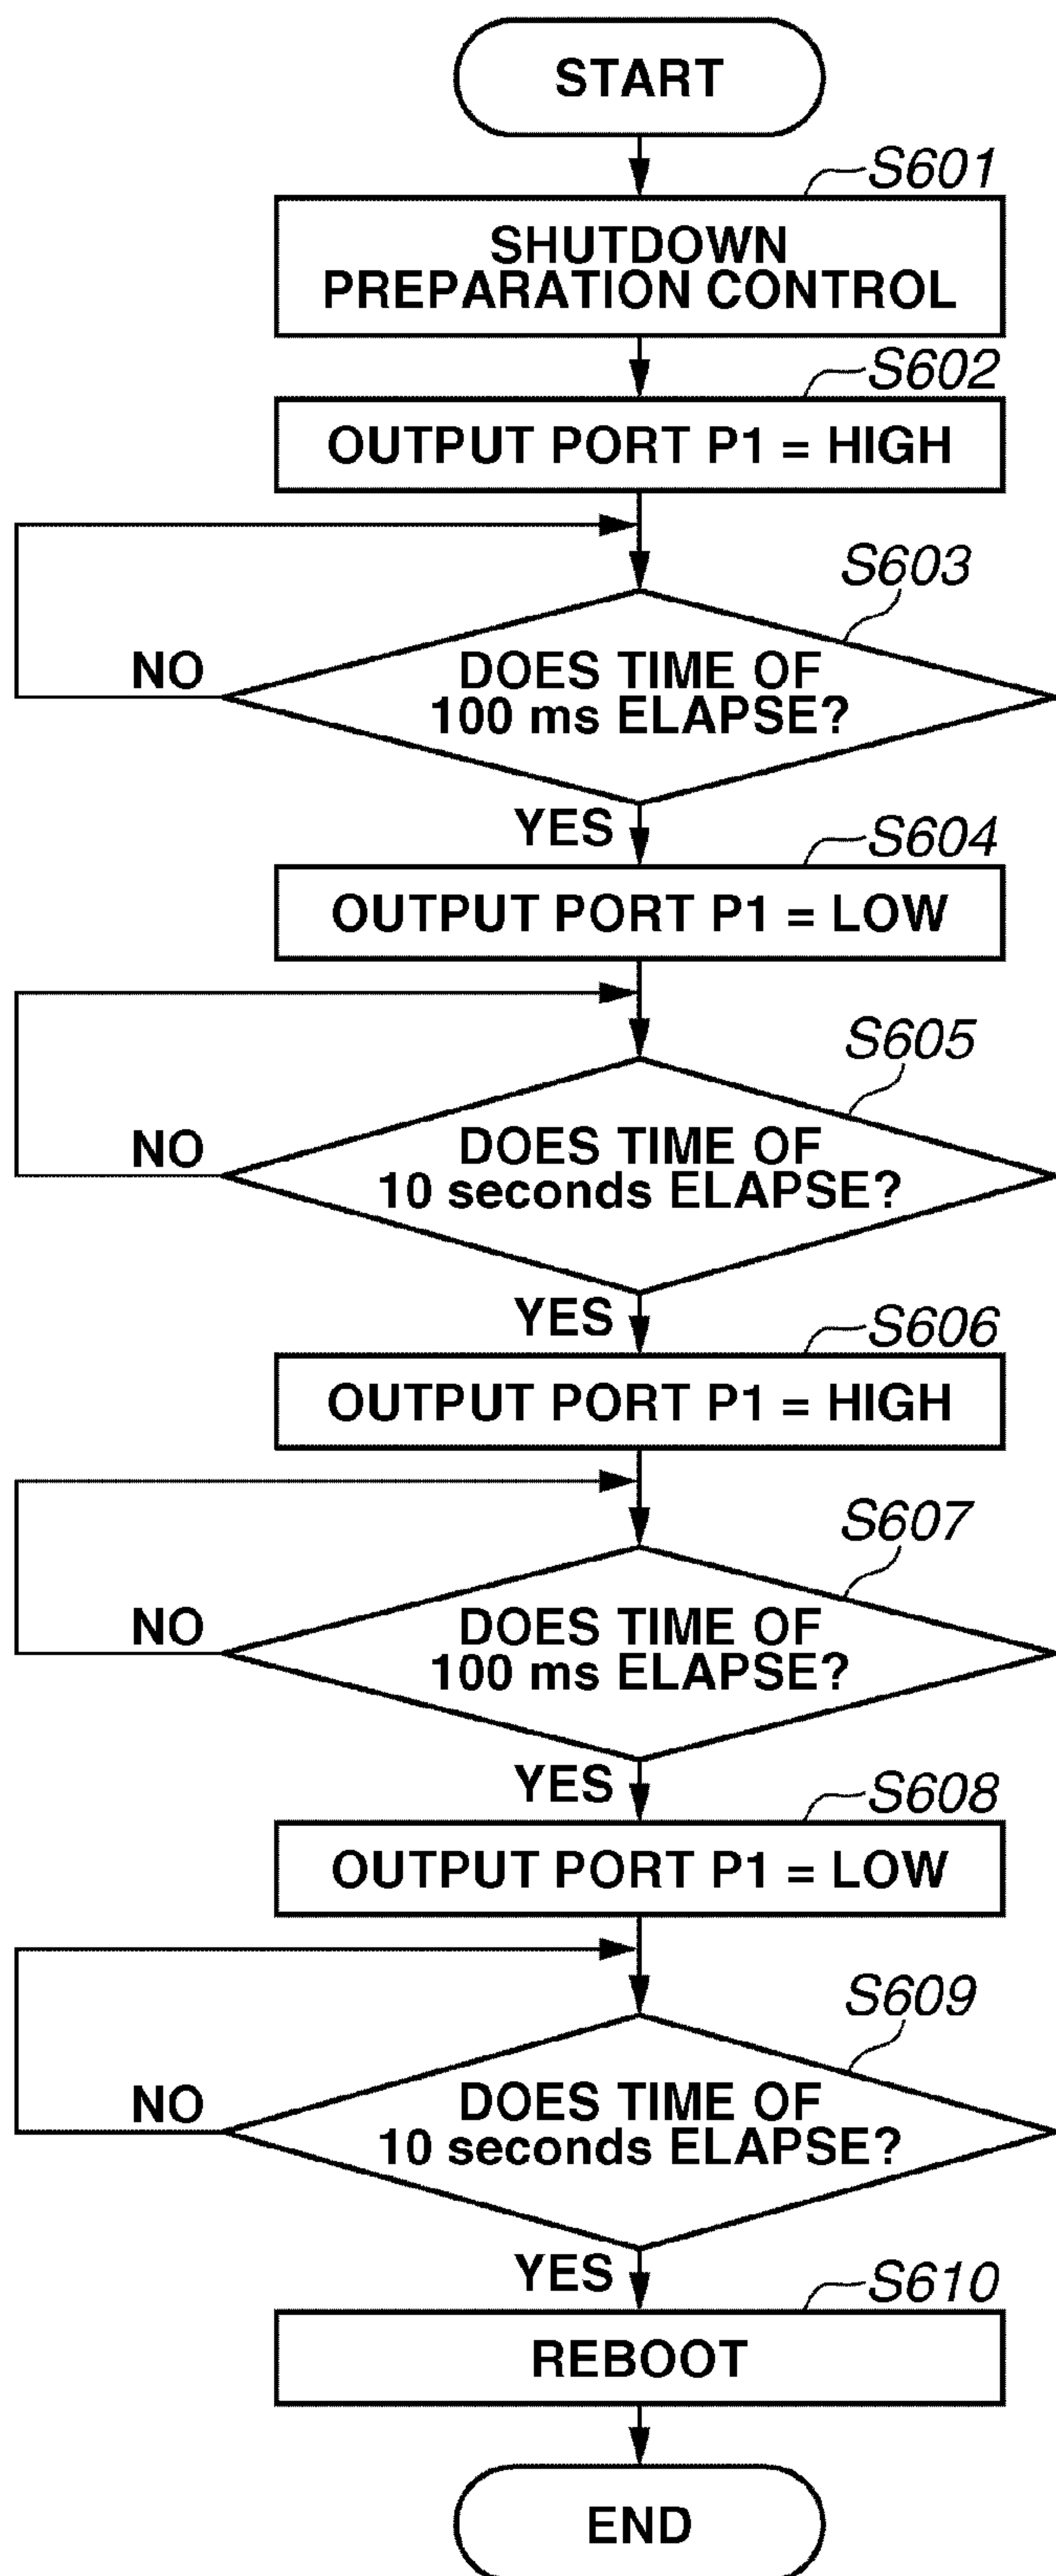 START
S601
SHUTDOWN
PREPARATION CONTROL
S602
OUTPUT PORT P1 = HIGH
S603
DOES TIME OF
100 ms ELAPSE?
NO
YES
S604
OUTPUT PORT P1 = LOW
S605
DOES TIME OF
10 seconds ELAPSE?
NO
YES
S606
OUTPUT PORT P1 = HIGH
S607
DOES TIME OF
100 ms ELAPSE?
NO
YES
S608
OUTPUT PORT P1 = LOW
S609
DOES TIME OF
10 seconds ELAPSE?
NO
YES
S610
REBOOT
END